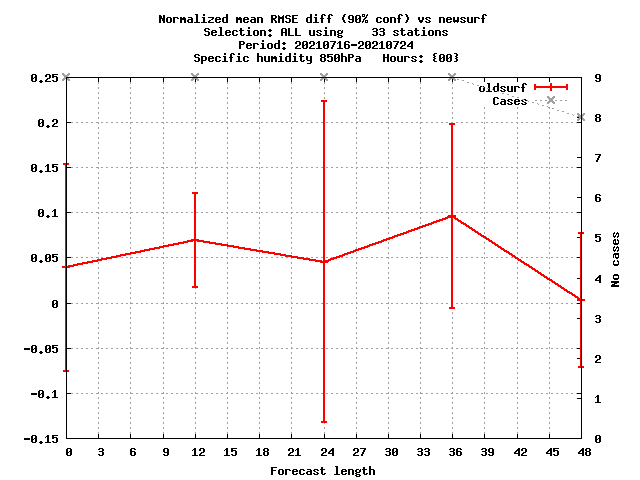 Normalized mean RMSE diff (90% conf) vs newsurf
Selection: ALL using    33 stations
Period: 20210716-20210724
Specific humidity 850hPa   Hours: {00}
0.25
0.2
0.15
0.1
0.05
0
-0.05
-0.1
-0.15
oldsurf
Cases
9
8
7
6
5
4
3
2
1
0
No cases
0 3 6 9 12 15 18 21 24 27 30 33 36 39 42 45 48
Forecast length